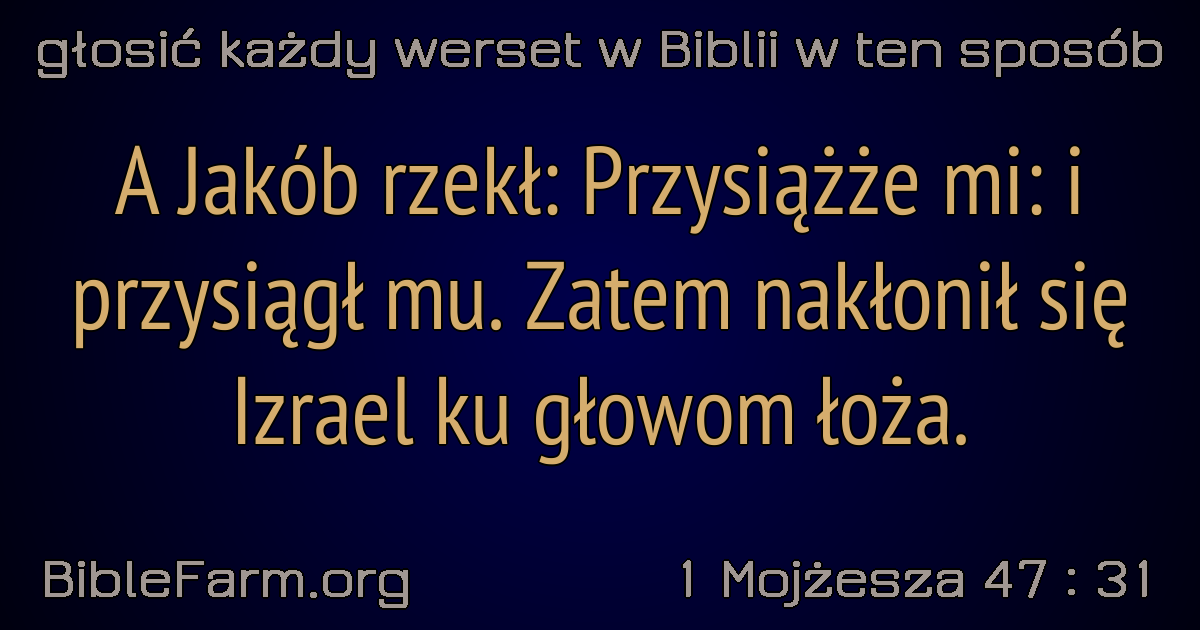 głosić każdy werset w Biblii w ten sposób
A Jakób rzekł: Przysiążże mi: i
przysiągł mu. Zatem nakłonił się
Izrael ku głowom łoża.
BibleFarm.org
1 Mojżesza 47 : 31